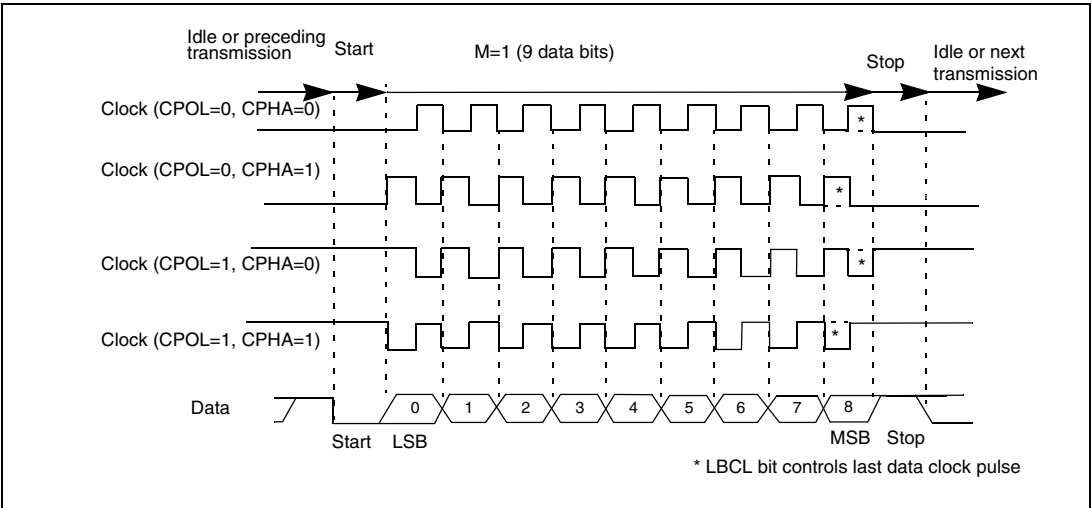 Idle or preceding
transmission
Start
M=1 (9 data bits)
Stop
Idle or next
transmission
Clock (CPOL=0, CPHA=0)
*
Clock (CPOL=0, CPHA=1)
*
Clock (CPOL=1, CPHA=0)
*
Clock (CPOL=1, CPHA=1)
*
Data
0 1 2 3 4 5 6 7 8
Start LSB MSB Stop
* LBCL bit controls last data clock pulse